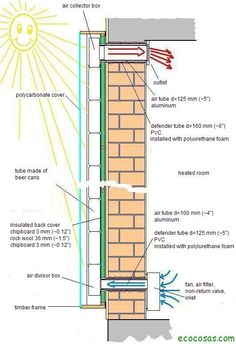 air collector box
outlet
polycarbonate cover
air tube d=125 mm (~5")
aluminum
defender tube d=160 mm (~6")
PVC
installed with polyurethane foam
heated room
tube made of
beer cans
air tube d=100 mm (~4")
aluminum
insulated back cover
chipboard 3 mm (~0.12")
rock wool 36 mm (~1.5")
chipboard 3 mm (~0.12")
defender tube d=125 mm (~5")
PVC
installed with polyiurethane foam
air divisor box
fan, air filter,
non-return valve,
inlet
timber frame
ecocosas.com